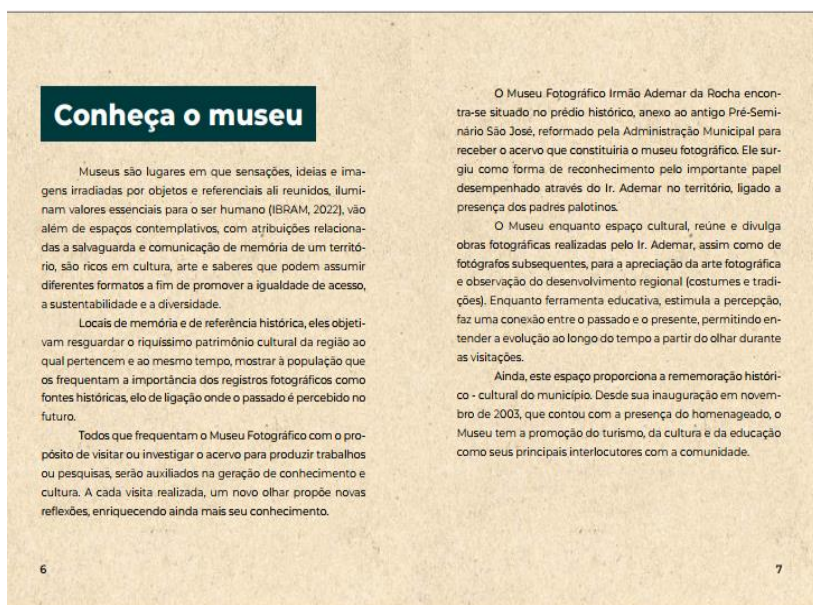 Conheça o museu
Museus são lugares em que sensações, ideias e ima-
gens irradiadas por objetos e referenciais ali reunidos, ilumi-
nam valores essenciais para o ser humano (IBRAM, 2022), vão
além de espaços contemplativos, com atribuições relaciona-
das a salvaguarda e comunicação de memória de um territó-
rio, são ricos em cultura, arte e saberes que podem assumir
diferentes formatos a fim de promover a igualdade de acesso,
a sustentabilidade e a diversidade.
Locais de memória e de referência histórica, eles objeti-
vam resguardar o riquíssimo patrimônio cultural da região ao
qual pertencem e ao mesmo tempo, mostrar à população que
os frequentam a importância dos registros fotográficos como
fontes históricas, elo de ligação onde o passado é percebido no
futuro.
Todos que frequentam o Museu Fotográfico com o pro-
pósito de visitar ou investigar o acervo para produzir trabalhos
ou pesquisas, serão auxiliados na geração de conhecimento e
cultura. A cada visita realizada, um novo olhar propõe novas
reflexões, enriquecendo ainda mais seu conhecimento.
6
O Museu Fotográfico Irmão Ademar da Rocha encon-
tra-se situado no prédio histórico, anexo ao antigo Pré-Semi-
nário São José, reformado pela Administração Municipal para
receber o acervo que constituiria o museu fotográfico. Ele sur-
giu como forma de reconhecimento pelo importante papel
desempenhado através do Ir. Ademar no território, ligado a
presença dos padres palotinos.
O Museu enquanto espaço cultural, reúne e divulga
obras fotográficas realizadas pelo Ir. Ademar, assim como de
fotógrafos subsequentes, para a apreciação da arte fotográfica
e observação do desenvolvimento regional (costumes e tradi-
ções). Enquanto ferramenta educativa, estimula a percepção,
faz uma conexão entre o passado e o presente, permitindo en-
tender a evolução ao longo do tempo a partir do olhar durante
as visitações.
Ainda, este espaço proporciona a rememoração históri-
co - cultural do município. Desde sua inauguração em novem-
bro de 2003, que contou com a presença do homenageado, o
Museu tem a promoção do turismo, da cultura e da educação
como seus principais interlocutores com a comunidade.
7